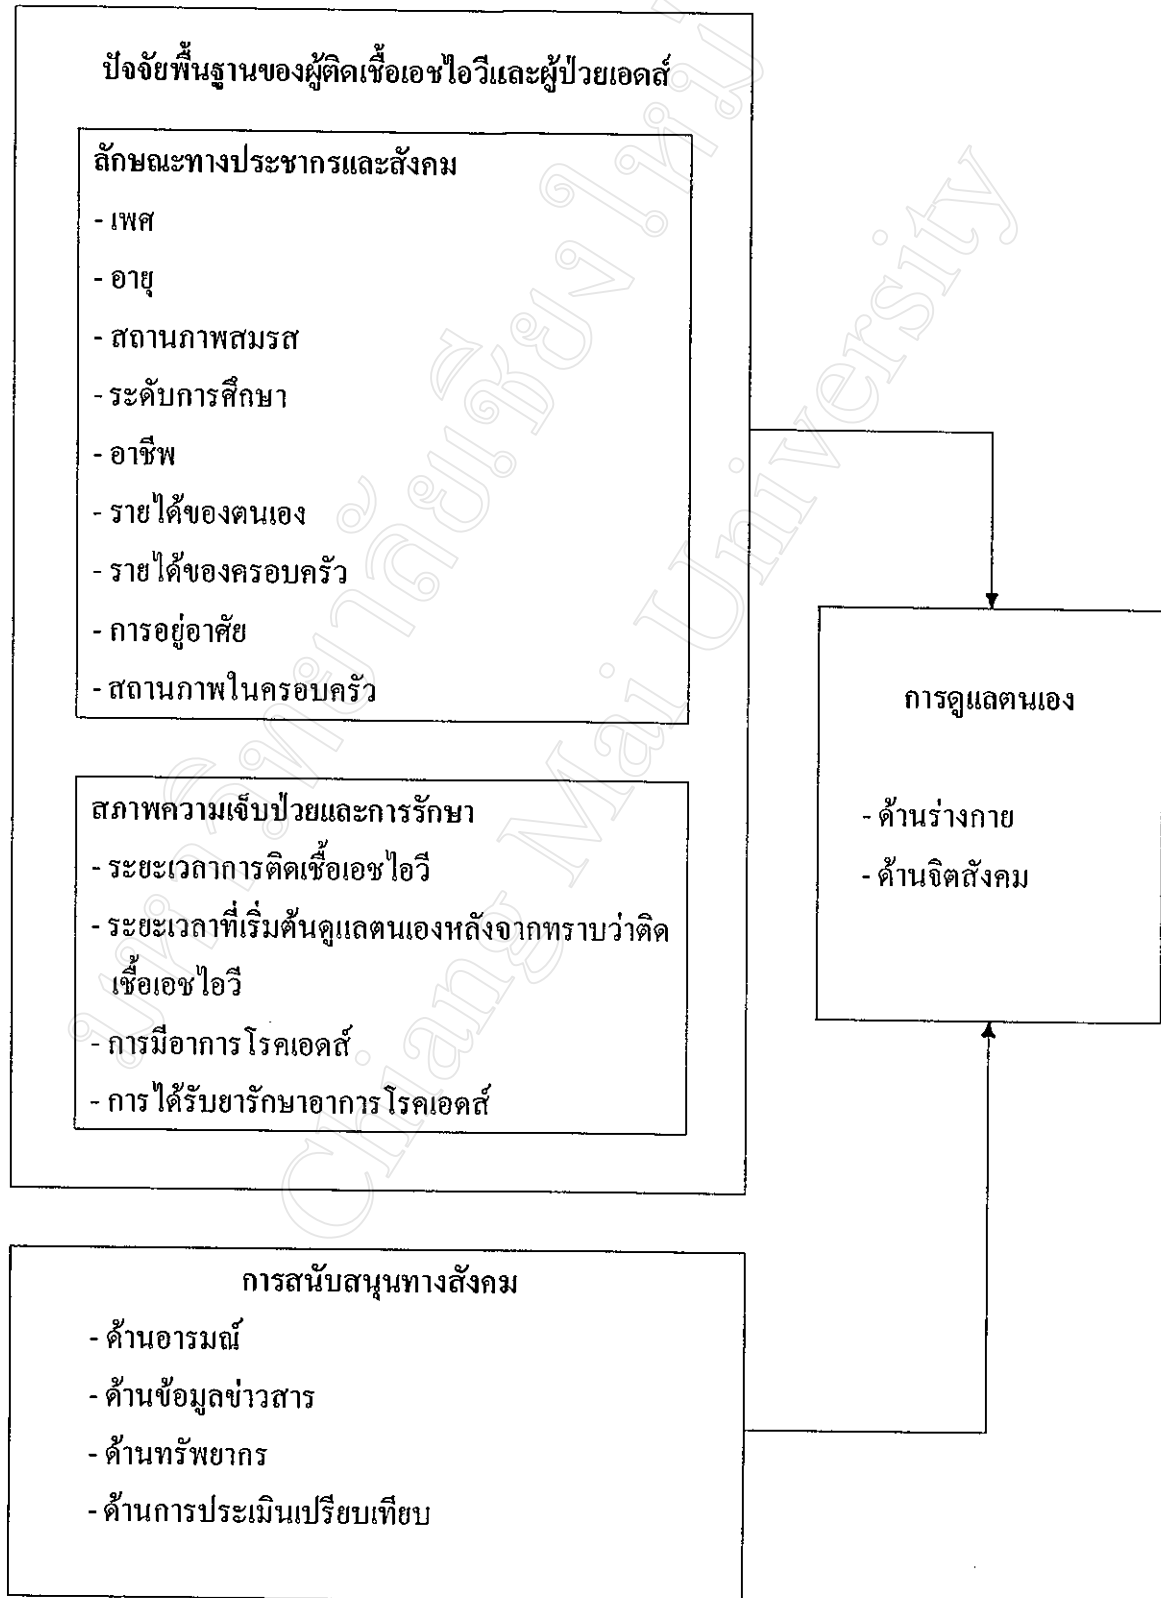 ปัจจัยพื้นฐานของผู้ติดเชื้อเอชไอวีและผู้ป่วยเอดส์
ลักษณะทางประชากรและสังคม
- เพศ
- อายุ
- สถานภาพสมรส
- ระดับการศึกษา
- อาชีพ
- รายได้ของตนเอง
- รายได้ของครอบครัว
- การอยู่อาศัย
- สถานภาพในครอบครัว
สภาพความเจ็บป่วยและการรักษา
- ระยะเวลาการติดเชื้อเอชไอวี
- ระยะเวลาที่เริ่มต้นดูแลตนเองหลังจากทราบว่าติด
เชื้อเอชไอวี
- การมีอาการโรคเอดส์
- การได้รับยารักษาอาการโรคเอดส์
การดูแลตนเอง
- ด้านร่างกาย
- ด้านจิตสังคม
การสนับสนุนทางสังคม
- ด้านอารมณ์
- ด้านข้อมูลข่าวสาร
- ด้านทรัพยากร
- ด้านการประเมินเปรียบเทียบ
มหาวิทยาลัยเชียงใหม่
Chiang Mai University